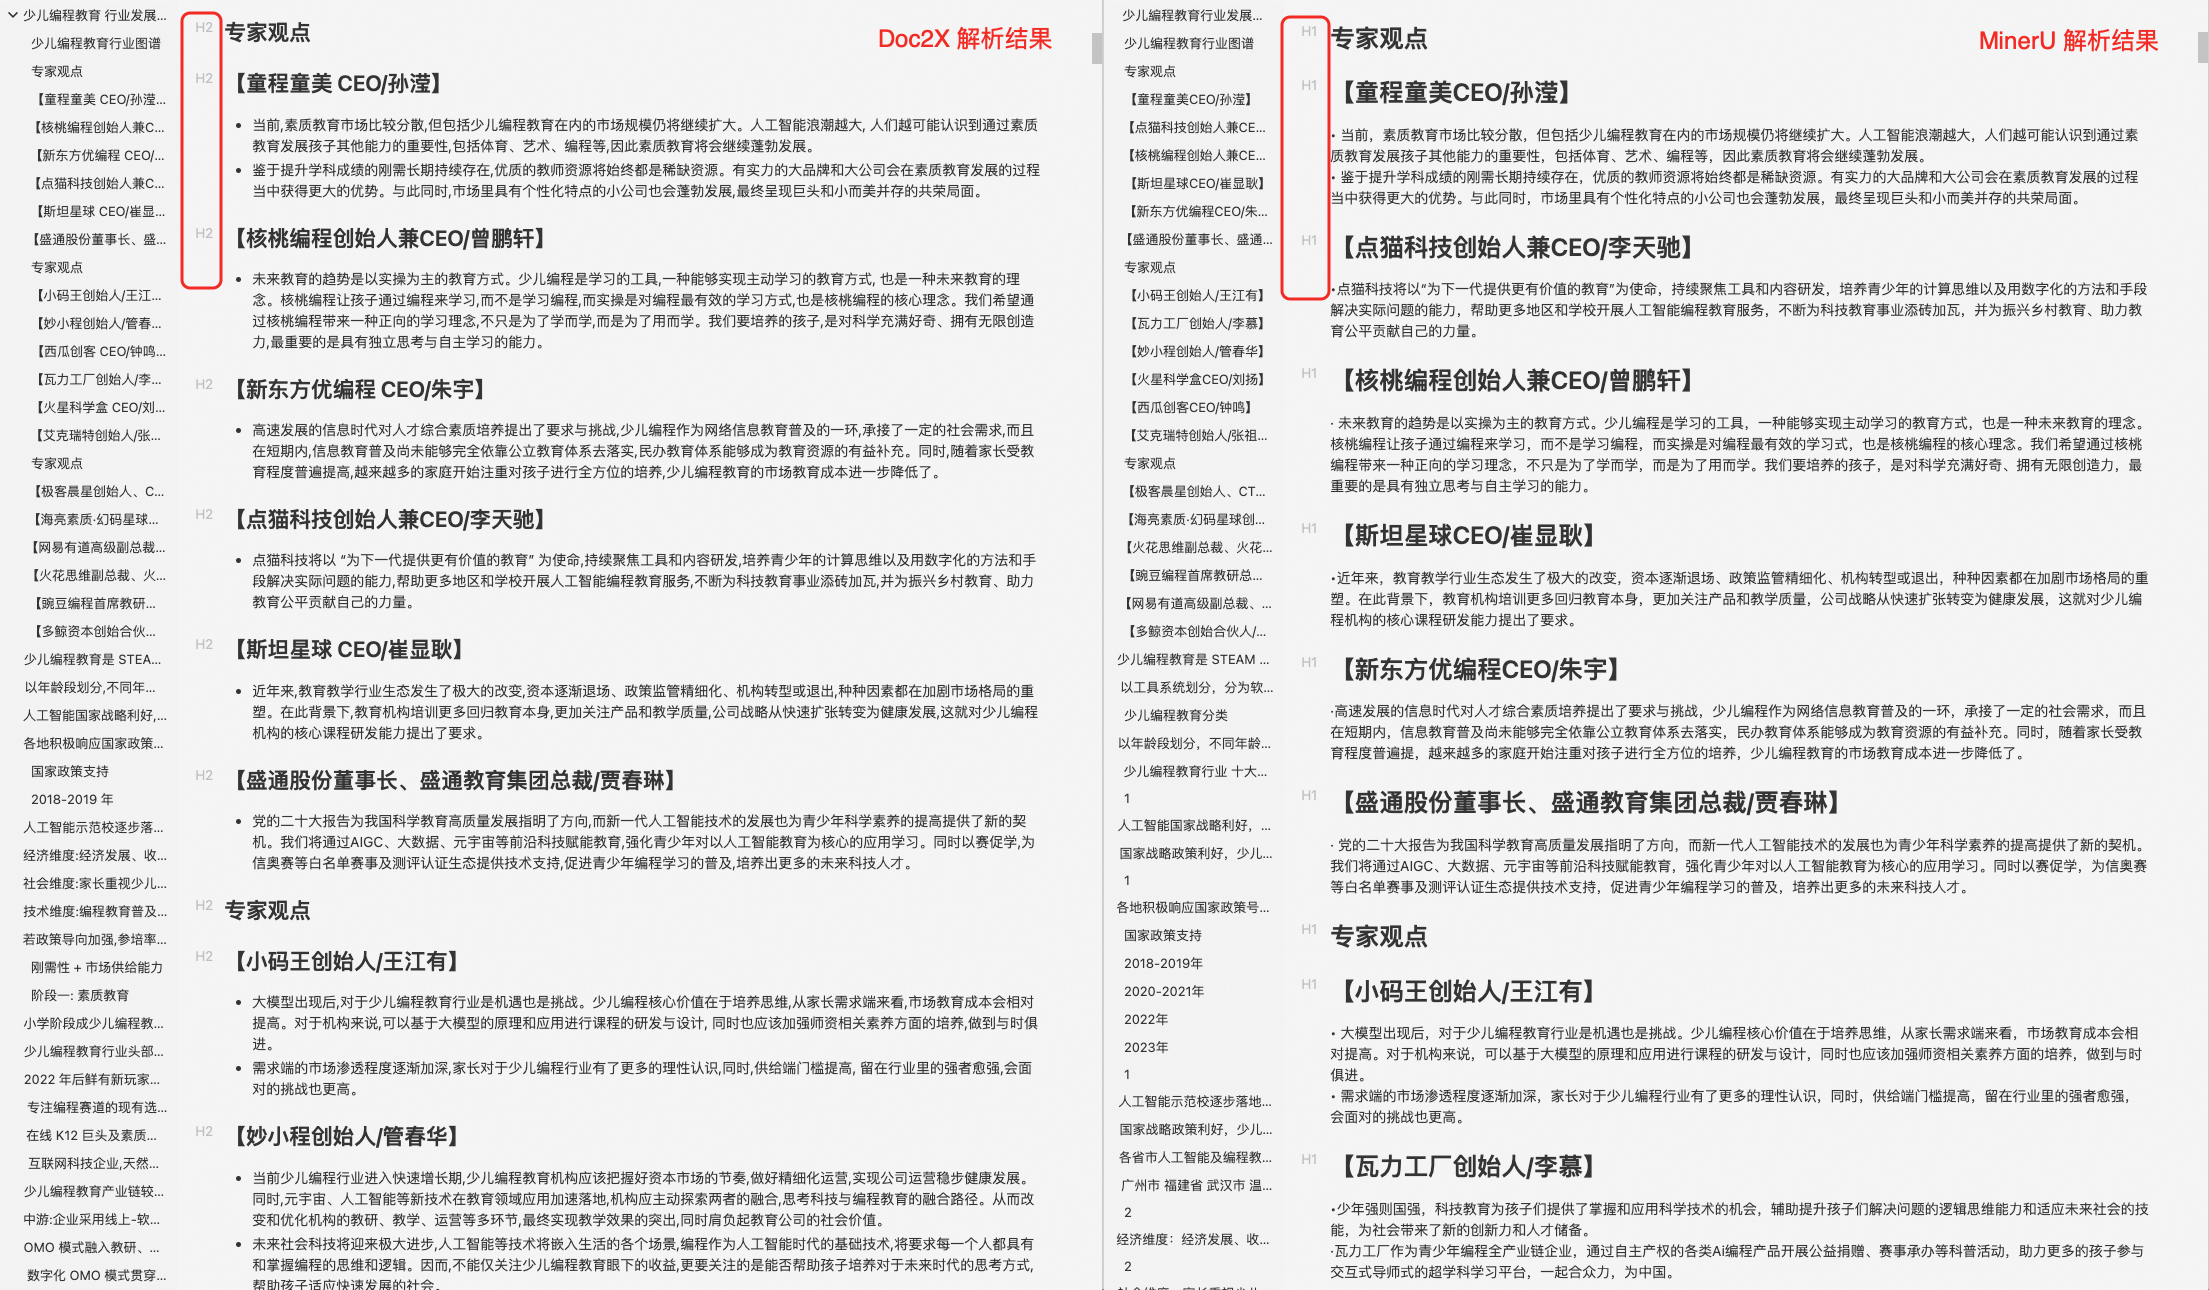 少儿编程教育 行业发展...
少儿编程教育行业图谱
专家观点
【童程童美 CEO/孙滢...
【核桃编程创始人兼C...
【新东方优编程 CEO/...
【点猫科技创始人兼C...
【斯坦星球 CEO/崔显...
【盛通股份董事长、盛...
专家观点
【小码王创始人/王江...
【妙小程创始人/管春...
【西瓜创客 CEO/钟鸣...
【瓦力工厂创始人/李...
【火星科学盒 CEO/刘...
【艾克瑞特创始人/张...
专家观点
【极客晨星创始人、C...
【海亮素质·幻码星球...
【网易有道高级副总裁...
【火花思维副总裁、火...
【豌豆编程首席教研...
【多鲸资本创始合伙...
少儿编程教育是 STEA...
以年龄段划分,不同年...
人工智能国家战略利好,...
各地积极响应国家政策...
国家政策支持
2018-2019 年
人工智能示范校逐步落...
经济维度:经济发展、收...
社会维度:家长重视少儿...
技术维度:编程教育普及...
若政策导向加强,参培率...
刚需性 + 市场供给能力
阶段一: 素质教育
小学阶段成少儿编程教...
少儿编程教育行业头部...
2022 年后鲜有新玩家...
专注编程赛道的现有选...
在线 K12 巨头及素质...
互联网科技企业,天然...
少儿编程教育产业链较...
中游:企业采用线上-软...
OMO 模式融入教研、...
数字化 OMO 模式贯穿...
Doc2X 解析结果
H2 专家观点
H2 【童程童美 CEO/孙滢】
• 当前,素质教育市场比较分散,但包括少儿编程教育在内的市场规模仍将继续扩大。人工智能浪潮越大, 人们越可能认识到通过素质
教育发展孩子其他能力的重要性,包括体育、艺术、编程等,因此素质教育将会继续蓬勃发展。
• 鉴于提升学科成绩的刚需长期持续存在,优质的教师资源将始终都是稀缺资源。有实力的大品牌和大公司会在素质教育发展的过程
当中获得更大的优势。与此同时,市场里具有个性化特点的小公司也会蓬勃发展,最终呈现巨头和小而美并存的共荣局面。
H2 【核桃编程创始人兼CEO/曾鹏轩】
• 未来教育的趋势是以实操为主的教育方式。少儿编程是学习的工具,一种能够实现主动学习的教育方式, 也是一种未来教育的理
念。核桃编程让孩子通过编程来学习,而不是学习编程,而实操是对编程最有效的学习方式,也是核桃编程的核心理念。我们希望通
过核桃编程带来一种正向的学习理念,不只是为了学而学,而是为了用而学。我们要培养的孩子,是对科学充满好奇、拥有无限创造
力,最重要的是具有独立思考与自主学习的能力。
H2 【新东方优编程 CEO/朱宇】
• 高速发展的信息时代对人才综合素质培养提出了要求与挑战,少儿编程作为网络信息教育普及的一环,承接了一定的社会需求,而且
在短期内,信息教育普及尚未能够完全依靠公立教育体系去落实,民办教育体系能够成为教育资源的有益补充。同时,随着家长受教
育程度普遍提高,越来越多的家庭开始注重对孩子进行全方位的培养,少儿编程教育的市场教育成本进一步降低了。
H2 【点猫科技创始人兼CEO/李天驰】
• 点猫科技将以 “为下一代提供更有价值的教育” 为使命,持续聚焦工具和内容研发,培养青少年的计算思维以及用数字化的方法和手
段解决实际问题的能力,帮助更多地区和学校开展人工智能编程教育服务,不断为科技教育事业添砖加瓦,并为振兴乡村教育、助力
教育公平贡献自己的力量。
H2 【斯坦星球 CEO/崔显耿】
• 近年来,教育教学行业生态发生了极大的改变,资本逐渐退场、政策监管精细化、机构转型或退出,种种因素都在加剧市场格局的重
塑。在此背景下,教育机构培训更多回归教育本身,更加关注产品和教学质量,公司战略从快速扩张转变为健康发展,这就对少儿编程
机构的核心课程研发能力提出了要求。
H2 【盛通股份董事长、盛通教育集团总裁/贾春琳】
• 党的二十大报告为我国科学教育高质量发展指明了方向,而新一代人工智能技术的发展也为青少年科学素养的提高提供了新的契
机。我们将通过AIGC、大数据、元宇宙等前沿科技赋能教育,强化青少年对以人工智能教育为核心的应用学习。同时以赛促学,为
信奥赛等白名单赛事及测评认证生态提供技术支持,促进青少年编程学习的普及,培养出更多的未来科技人才。
H2 专家观点
H2 【小码王创始人/王江有】
• 大模型出现后,对于少儿编程教育行业是机遇也是挑战。少儿编程核心价值在于培养思维,从家长需求端来看,市场教育成本会相对
提高。对于机构来说,可以基于大模型的原理和应用进行课程的研发与设计, 同时也应该加强师资相关素养方面的培养,做到与时俱
进。
• 需求端的市场渗透程度逐渐加深,家长对于少儿编程行业有了更多的理性认识,同时,供给端门槛提高, 留在行业里的强者愈强,会面
对的挑战也更高。
H2 【妙小程创始人/管春华】
• 当前少儿编程行业进入快速增长期,少儿编程教育机构应该把握好资本市场的节奏,做好精细化运营,实现公司运营稳步健康发展。
同时,元宇宙、人工智能等新技术在教育领域应用加速落地,机构应主动探索两者的融合,思考科技与编程教育的融合路径。从而改
变和优化机构的教研、教学、运营等多环节,最终实现教学效果的突出,同时肩负起教育公司的社会价值。
• 未来社会科技将迎来极大进步,人工智能等技术将嵌入生活的各个场景,编程作为人工智能时代的基础技术,将要求每一个人都具有
和掌握编程的思维和逻辑。因而,不能仅关注少儿编程教育眼下的收益,更要关注的是能否帮助孩子培养对于未来时代的思考方式,
帮助孩子适应快速发展的社会。
少儿编程教育行业发展...
少儿编程教育行业图谱
专家观点
【童程童美CEO/孙滢】
【点猫科技创始人兼CE...
【核桃编程创始人兼CE...
【斯坦星球CEO/崔显耿】
【新东方优编程CEO/朱...
【盛通股份董事长、盛通...
专家观点
【小码王创始人/王江有】
【瓦力工厂创始人/李慕】
【妙小程创始人/管春华】
【火星科学盒CEO/刘扬】
【西瓜创客CEO/钟鸣】
【艾克瑞特创始人/张祖...
专家观点
【极客晨星创始人、CT...
【海亮素质·幻码星球创...
【火花思维副总裁、火花...
【豌豆编程首席教研总...
【网易有道高级副总裁、...
【多鲸资本创始合伙人/...
少儿编程教育是 STEAM ...
以工具系统划分，分为软...
少儿编程教育分类
以年龄段划分，不同年龄...
少儿编程教育行业 十大...
1
人工智能国家战略利好，...
国家战略政策利好，少儿...
1
各地积极响应国家政策号...
国家政策支持
2018-2019年
2020-2021年
2022年
2023年
1
人工智能示范校逐步落地...
国家战略政策利好，少儿...
各省市人工智能及编程教...
广州市 福建省 武汉市 温...
2
经济维度：经济发展、收...
2
MinerU 解析结果
H1 专家观点
H1 【童程童美CEO/孙滢】
• 当前，素质教育市场比较分散，但包括少儿编程教育在内的市场规模仍将继续扩大。人工智能浪潮越大，人们越可能认识到通过素
质教育发展孩子其他能力的重要性，包括体育、艺术、编程等，因此素质教育将会继续蓬勃发展。
• 鉴于提升学科成绩的刚需长期持续存在，优质的教师资源将始终都是稀缺资源。有实力的大品牌和大公司会在素质教育发展的过程
当中获得更大的优势。与此同时，市场里具有个性化特点的小公司也会蓬勃发展，最终呈现巨头和小而美并存的共荣局面。
H1 【点猫科技创始人兼CEO/李天驰】
•点猫科技将以“为下一代提供更有价值的教育”为使命，持续聚焦工具和内容研发，培养青少年的计算思维以及用数字化的方法和手段
解决实际问题的能力，帮助更多地区和学校开展人工智能编程教育服务，不断为科技教育事业添砖加瓦，并为振兴乡村教育、助力教
育公平贡献自己的力量。
H1 【核桃编程创始人兼CEO/曾鹏轩】
· 未来教育的趋势是以实操为主的教育方式。少儿编程是学习的工具，一种能够实现主动学习的教育方式，也是一种未来教育的理念。
核桃编程让孩子通过编程来学习，而不是学习编程，而实操是对编程最有效的学习式，也是核桃编程的核心理念。我们希望通过核桃
编程带来一种正向的学习理念，不只是为了学而学，而是为了用而学。我们要培养的孩子，是对科学充满好奇、拥有无限创造力，最
重要的是具有独立思考与自主学习的能力。
H1 【斯坦星球CEO/崔显耿】
•近年来，教育教学行业生态发生了极大的改变，资本逐渐退场、政策监管精细化、机构转型或退出，种种因素都在加剧市场格局的重
塑。在此背景下，教育机构培训更多回归教育本身，更加关注产品和教学质量，公司战略从快速扩张转变为健康发展，这就对少儿编
程机构的核心课程研发能力提出了要求。
H1 【新东方优编程CEO/朱宇】
·高速发展的信息时代对人才综合素质培养提出了要求与挑战，少儿编程作为网络信息教育普及的一环，承接了一定的社会需求，而且
在短期内，信息教育普及尚未能够完全依靠公立教育体系去落实，民办教育体系能够成为教育资源的有益补充。同时，随着家长受教
育程度普遍提，越来越多的家庭开始注重对孩子进行全方位的培养，少儿编程教育的市场教育成本进一步降低了。
H1 【盛通股份董事长、盛通教育集团总裁/贾春琳】
· 党的二十大报告为我国科学教育高质量发展指明了方向，而新一代人工智能技术的发展也为青少年科学素养的提高提供了新的契机。
我们将通过AIGC、大数据、元宇宙等前沿科技赋能教育，强化青少年对以人工智能教育为核心的应用学习。同时以赛促学，为信奥赛
等白名单赛事及测评认证生态提供技术支持，促进青少年编程学习的普及，培养出更多的未来科技人才。
H1 专家观点
H1 【小码王创始人/王江有】
• 大模型出现后，对于少儿编程教育行业是机遇也是挑战。少儿编程核心价值在于培养思维，从家长需求端来看，市场教育成本会相
对提高。对于机构来说，可以基于大模型的原理和应用进行课程的研发与设计，同时也应该加强师资相关素养方面的培养，做到与时
俱进。
• 需求端的市场渗透程度逐渐加深，家长对于少儿编程行业有了更多的理性认识，同时，供给端门槛提高，留在行业里的强者愈强，
会面对的挑战也更高。
H1 【瓦力工厂创始人/李慕】
•少年强则国强，科技教育为孩子们提供了掌握和应用科学技术的机会，辅助提升孩子们解决问题的逻辑思维能力和适应未来社会的技
能，为社会带来了新的创新力和人才储备。
·瓦力工厂作为青少年编程全产业链企业，通过自主产权的各类Ai编程产品开展公益捐赠、赛事承办等科普活动，助力更多的孩子参与
交互式导师式的超学科学习平台，一起合众力，为中国。